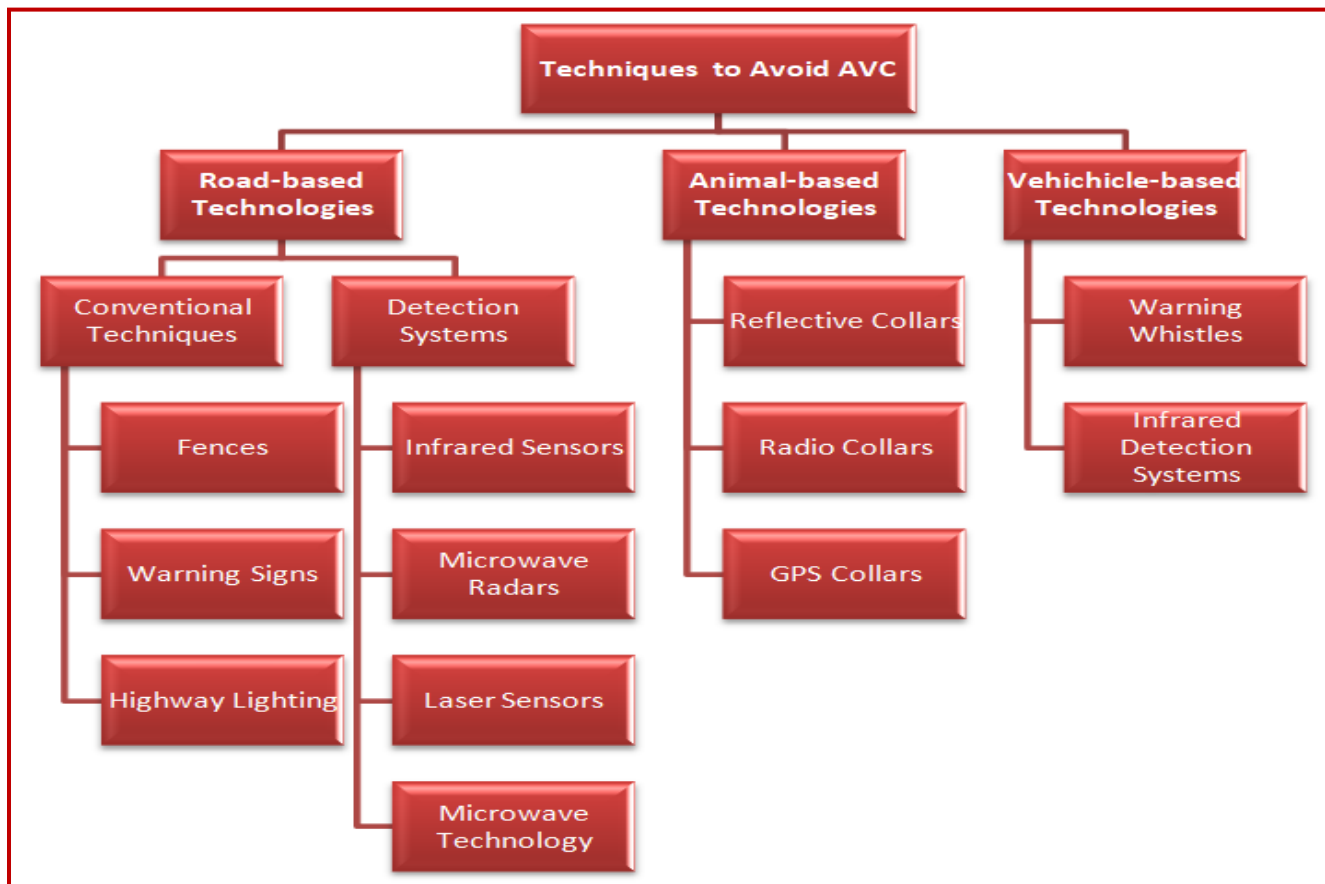 Techniques to Avoid AVC
Road-based
Technologies
Animal-based
Technologies
Vehichicle-based
Technologies
Conventional
Techniques
Detection
Systems
Reflective Collars
Warning
Whistles
Fences
Infrared Sensors
Radio Collars
Infrared
Detection
Systems
Warning Signs
Microwave
Radars
GPS Collars
Highway Lighting
Laser Sensors
Microwave
Technology